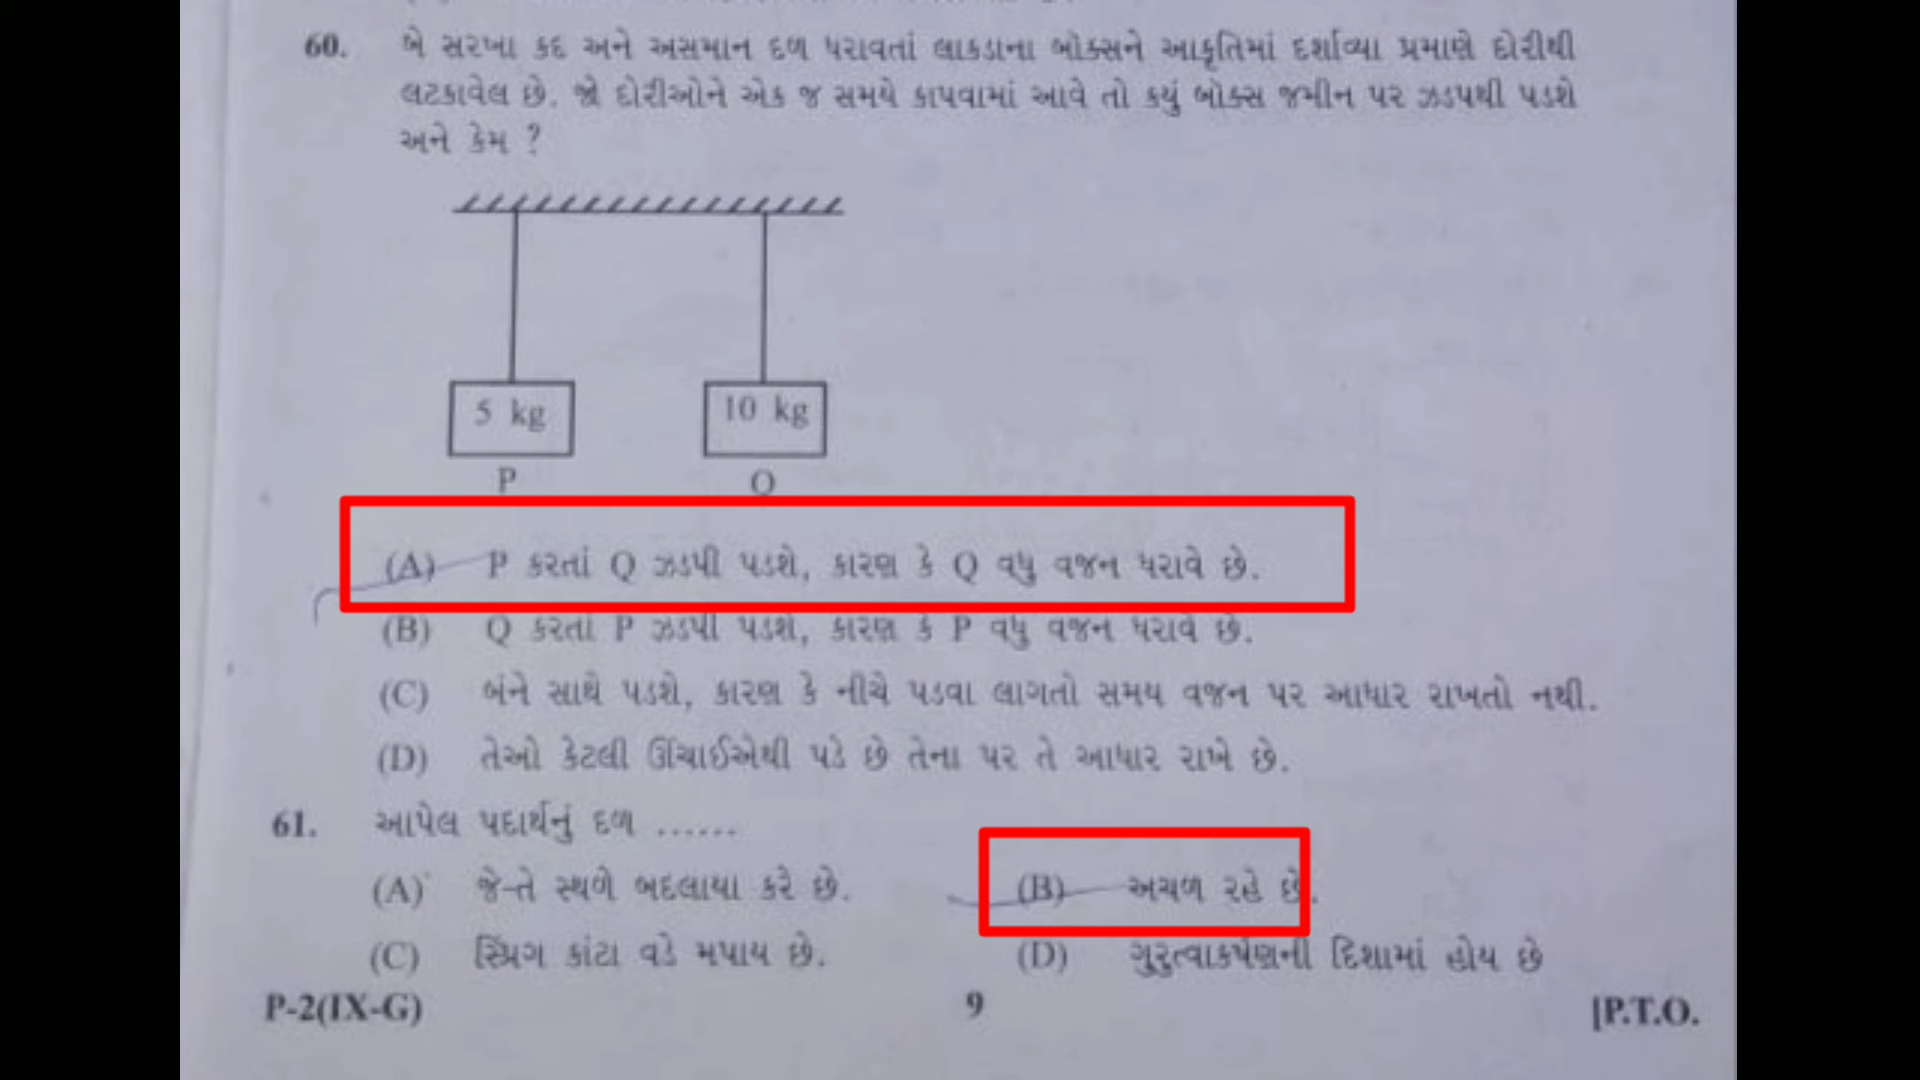 60. બે સરખા કદ અને અસમાન દળ ધરાવતાં લાકડાના બોક્સને આકૃતિમાં દર્શાવ્યા પ્રમાણે દોરીથી
લટકાવેલ છે. જો દોરીઓને એક જ સમયે કાપવામાં આવે તો કયું બોક્સ જમીન પર ઝડપથી પડશે
અને કેમ ?
5 kg 10 kg
P Q
(A) P કરતાં Q ઝડપી પડશે, કારણ કે Q વધુ વજન ધરાવે છે.
(B) Q કરતાં P ઝડપી પડશે, કારણ કે P વધુ વજન ધરાવે છે.
(C) બંને સાથે પડશે, કારણ કે નીચે પડવા લાગતો સમય વજન પર આધાર રાખતો નથી.
(D) તેઓ કેટલી ઊંચાઈએથી પડે છે તેના પર તે આધાર રાખે છે.
61. આપેલ પદાર્થનું દળ ......
(A) જે-તે સ્થળે બદલાયા કરે છે. (B) અચળ રહે છે.
(C) સ્પ્રિંગ કાંટા વડે મપાય છે. (D) ગુરુત્વાકર્ષણની દિશામાં હોય છે
P-2(IX-G) 9 [P.T.O.